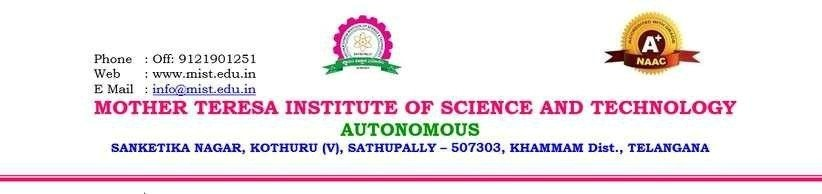 Phone : Off: 9121901251
Web : www.mist.edu.in
E Mail : info@mist.edu.in
A+
NAAC
MOTHER TERESA INSTITUTE OF SCIENCE AND TECHNOLOGY
AUTONOMOUS
SANKETIKA NAGAR, KOTHURU (V), SATHUPALLY – 507303, KHAMMAM Dist., TELANGANA